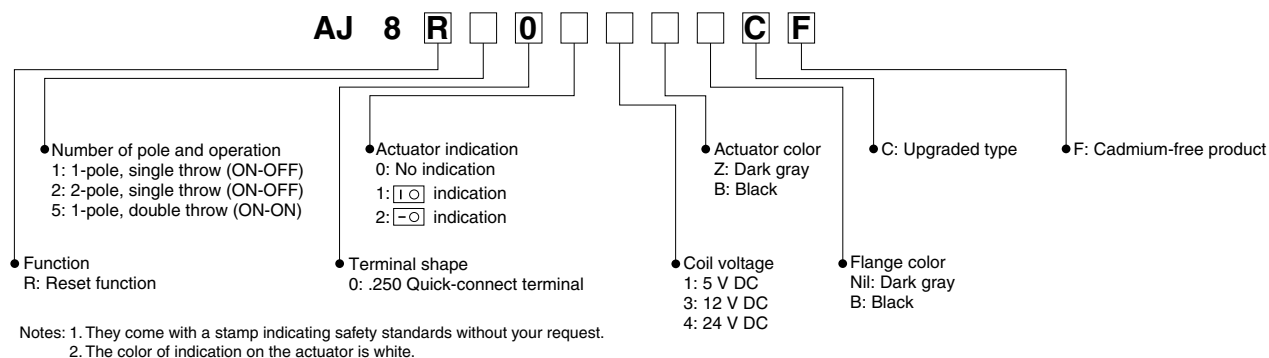 AJ 8 R 0 C F
Number of pole and operation
1: 1-pole, single throw (ON-OFF)
2: 2-pole, single throw (ON-OFF)
5: 1-pole, double throw (ON-ON)
Actuator indication
0: No indication
1: I O indication
2: – O indication
Actuator color
Z: Dark gray
B: Black
C: Upgraded type
F: Cadmium-free product
Function
R: Reset function
Terminal shape
0: .250 Quick-connect terminal
Coil voltage
1: 5 V DC
3: 12 V DC
4: 24 V DC
Flange color
Nil: Dark gray
B: Black
Notes: 1. They come with a stamp indicating safety standards without your request.
2. The color of indication on the actuator is white.